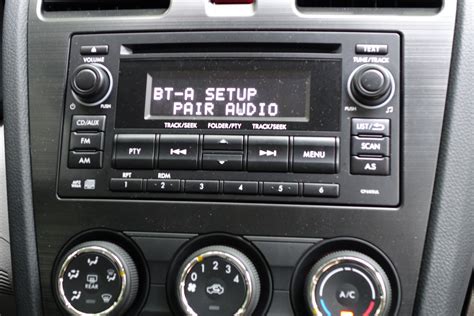 TEXT
VOLUME
TUNE/TRACK
BT-A SETUP
PAIR AUDIO
PUSH
PUSH
CD/AUX
TRACK/SEEK
FOLDER/PTY
TRACK/SEEK
LIST/
FM
PTY
MENU
SCAN
AM
A.S
RPT
RDM
1
2
3
4
5
6
REAR
0
1
2
3
4
A/C